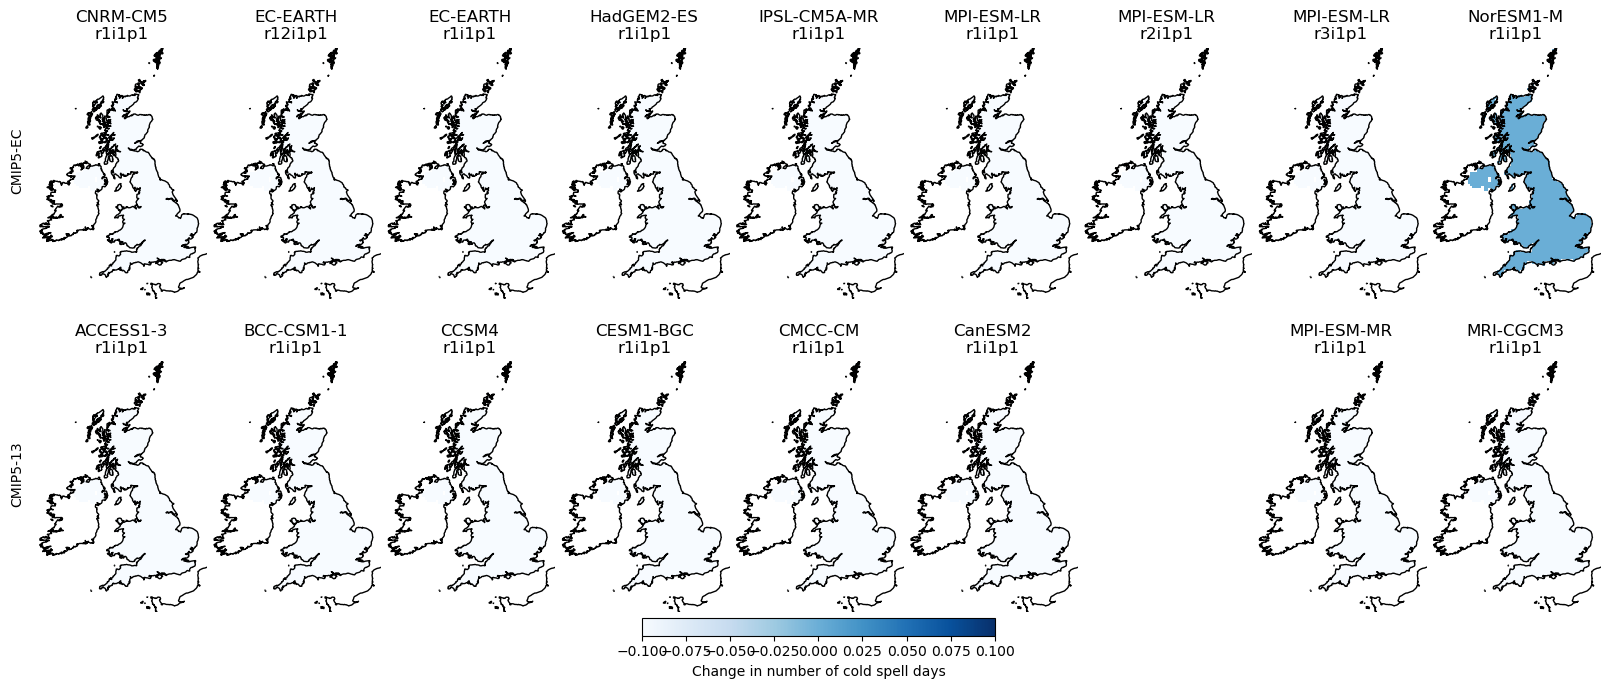 CNRM-CM5
r1i1p1
EC-EARTH
r12i1p1
EC-EARTH
r1i1p1
HadGEM2-ES
r1i1p1
IPSL-CM5A-MR
r1i1p1
MPI-ESM-LR
r1i1p1
MPI-ESM-LR
r2i1p1
MPI-ESM-LR
r3i1p1
NorESM1-M
r1i1p1
CMIP5-EC
ACCESS1-3
r1i1p1
BCC-CSM1-1
r1i1p1
CCSM4
r1i1p1
CESM1-BGC
r1i1p1
CMCC-CM
r1i1p1
CanESM2
r1i1p1
MPI-ESM-MR
r1i1p1
MRI-CGCM3
r1i1p1
CMIP5-13
−0.100 −0.075 −0.050 −0.025 0.000 0.025 0.050 0.075 0.100
Change in number of cold spell days